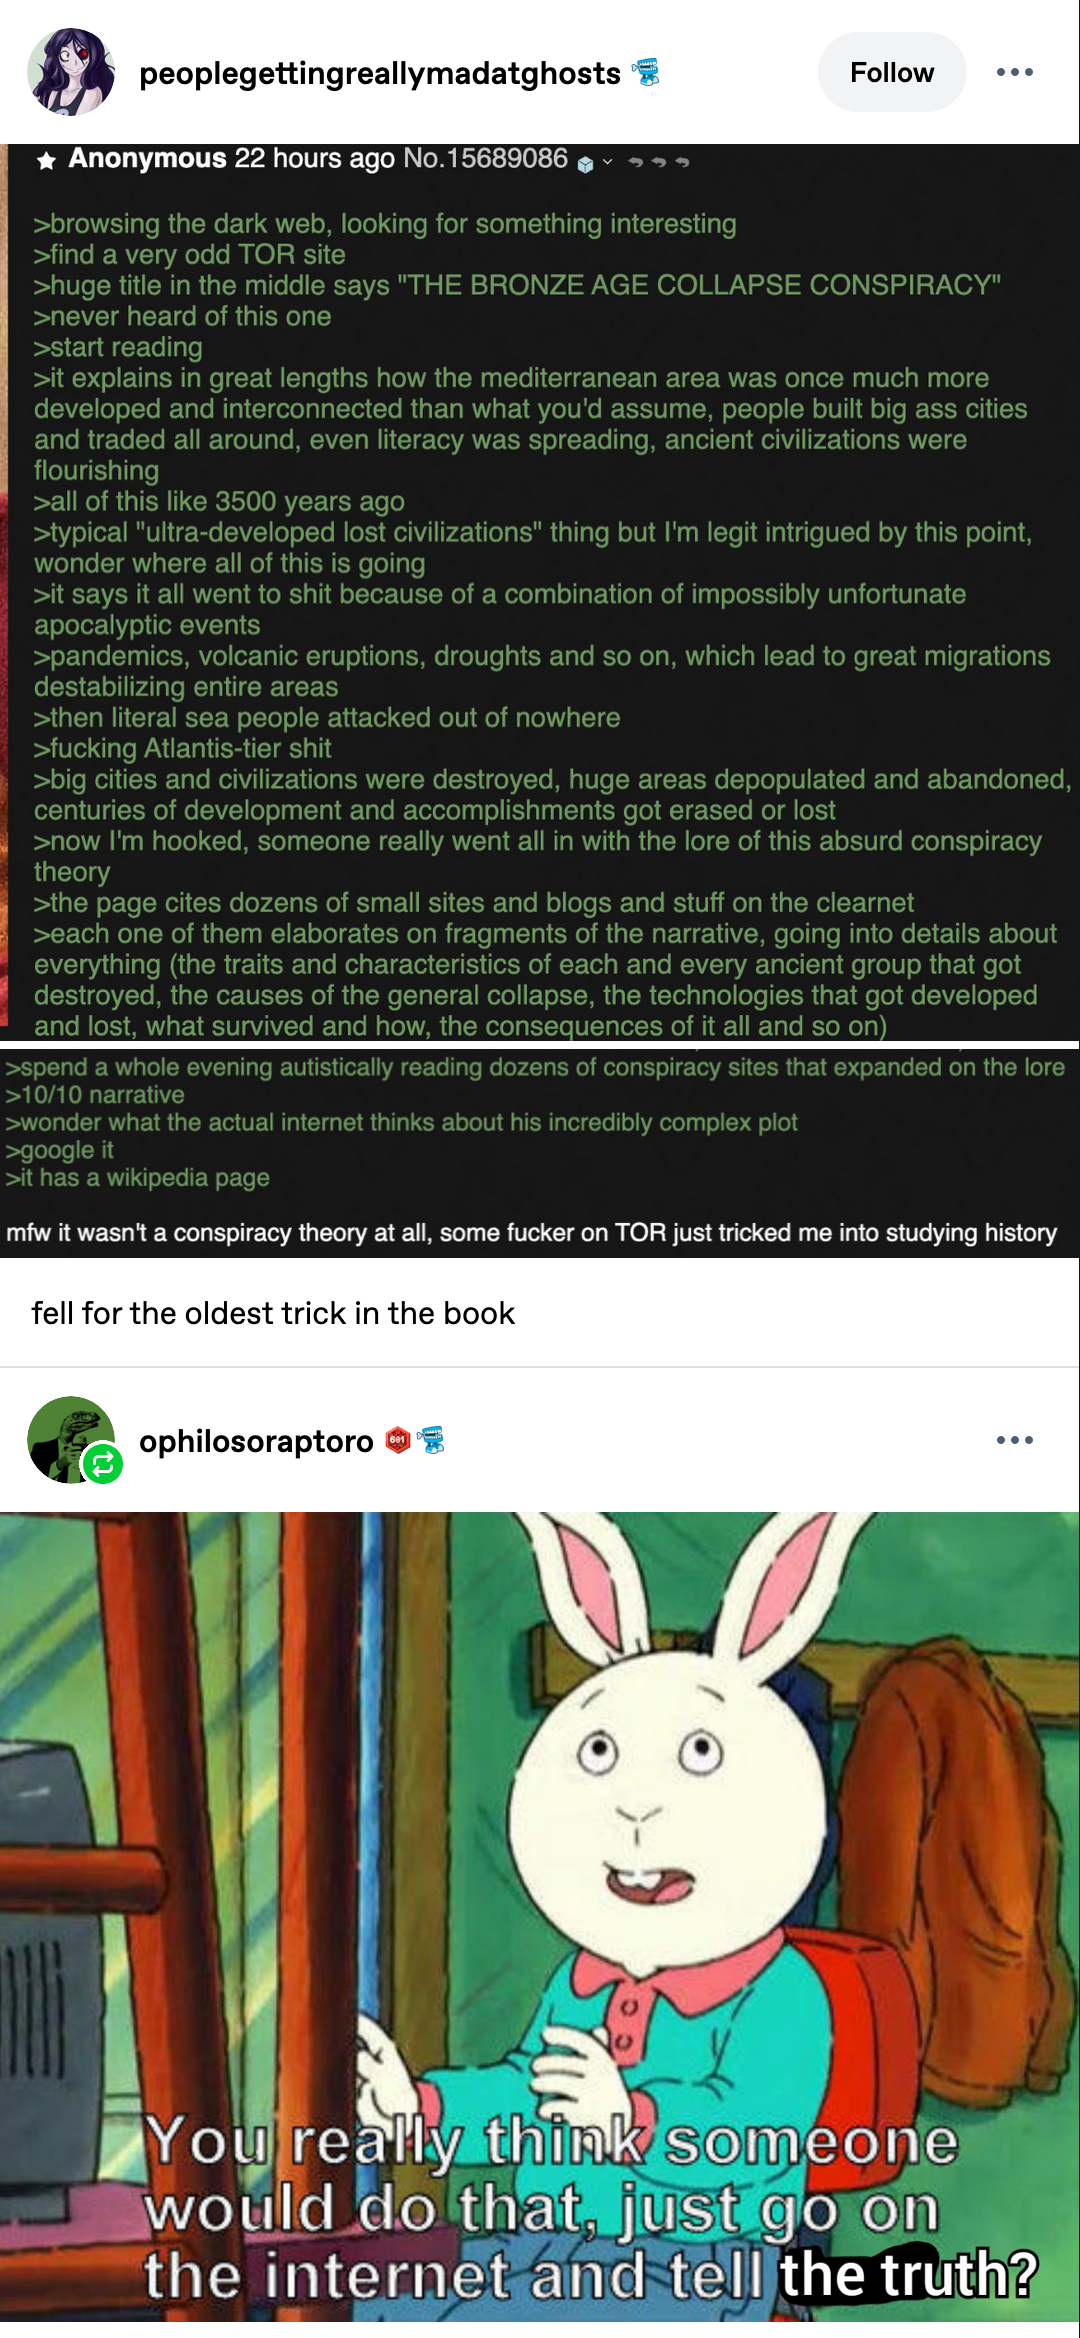 peoplegettingreallymadatghosts
Follow
Anonymous 22 hours ago No.15689086
>browsing the dark web, looking for something interesting
>find a very odd TOR site
>huge title in the middle says "THE BRONZE AGE COLLAPSE CONSPIRACY"
>never heard of this one
>start reading
>it explains in great lengths how the mediterranean area was once much more
developed and interconnected than what you'd assume, people built big ass cities
and traded all around, even literacy was spreading, ancient civilizations were
flourishing
>all of this like 3500 years ago
>typical "ultra-developed lost civilizations" thing but I'm legit intrigued by this point,
wonder where all of this is going
>it says it all went to shit because of a combination of impossibly unfortunate
apocalyptic events
>pandemics, volcanic eruptions, droughts and so on, which lead to great migrations
destabilizing entire areas
>then literal sea people attacked out of nowhere
>fucking Atlantis-tier shit
>big cities and civilizations were destroyed, huge areas depopulated and abandoned,
centuries of development and accomplishments got erased or lost
>now I'm hooked, someone really went all in with the lore of this absurd conspiracy
theory
>the page cites dozens of small sites and blogs and stuff on the clearnet
>each one of them elaborates on fragments of the narrative, going into details about
everything (the traits and characteristics of each and every ancient group that got
destroyed, the causes of the general collapse, the technologies that got developed
and lost, what survived and how, the consequences of it all and so on)
>spend a whole evening autistically reading dozens of conspiracy sites that expanded on the lore
>10/10 narrative
>wonder what the actual internet thinks about his incredibly complex plot
>google it
>it has a wikipedia page
mfw it wasn't a conspiracy theory at all, some fucker on TOR just tricked me into studying history
fell for the oldest trick in the book
ophilosoraptoro
You really think someone
would do that, just go on
the internet and tell the truth?